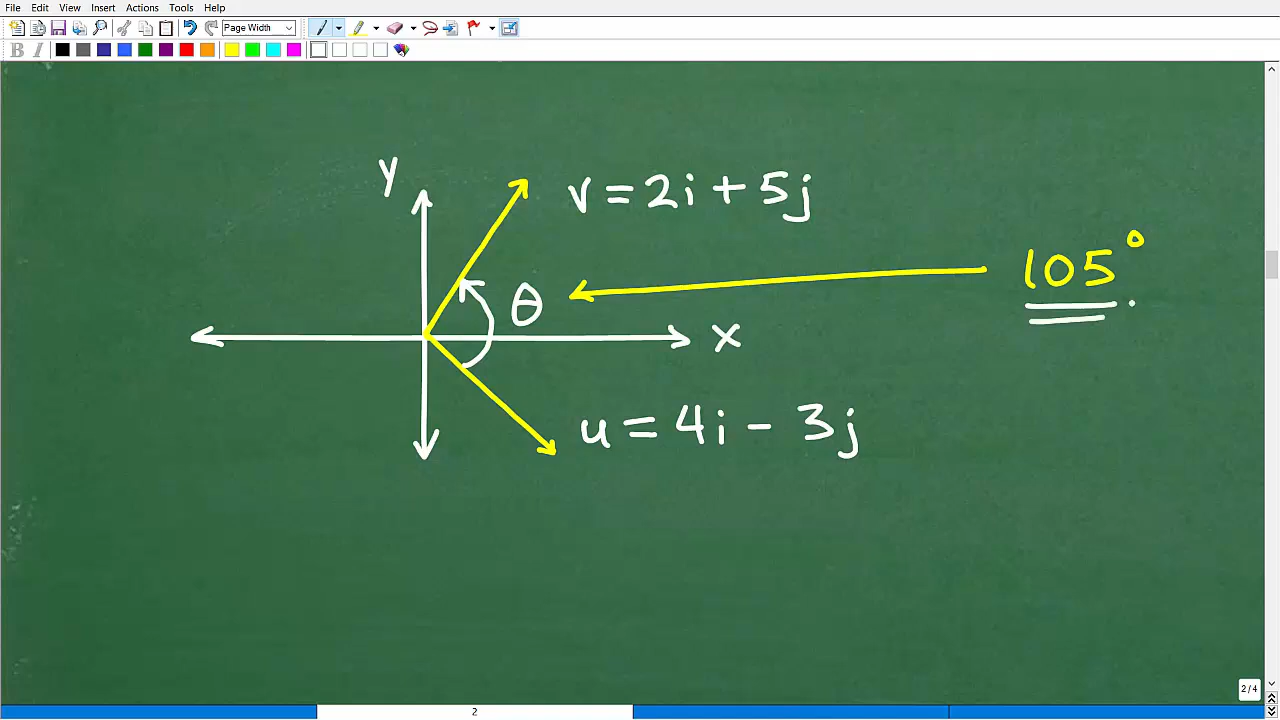 File Edit View Insert Actions Tools Help
Page Width
B I
y
v = 2i + 5j
105°
θ
x
u = 4i - 3j
2/4
2